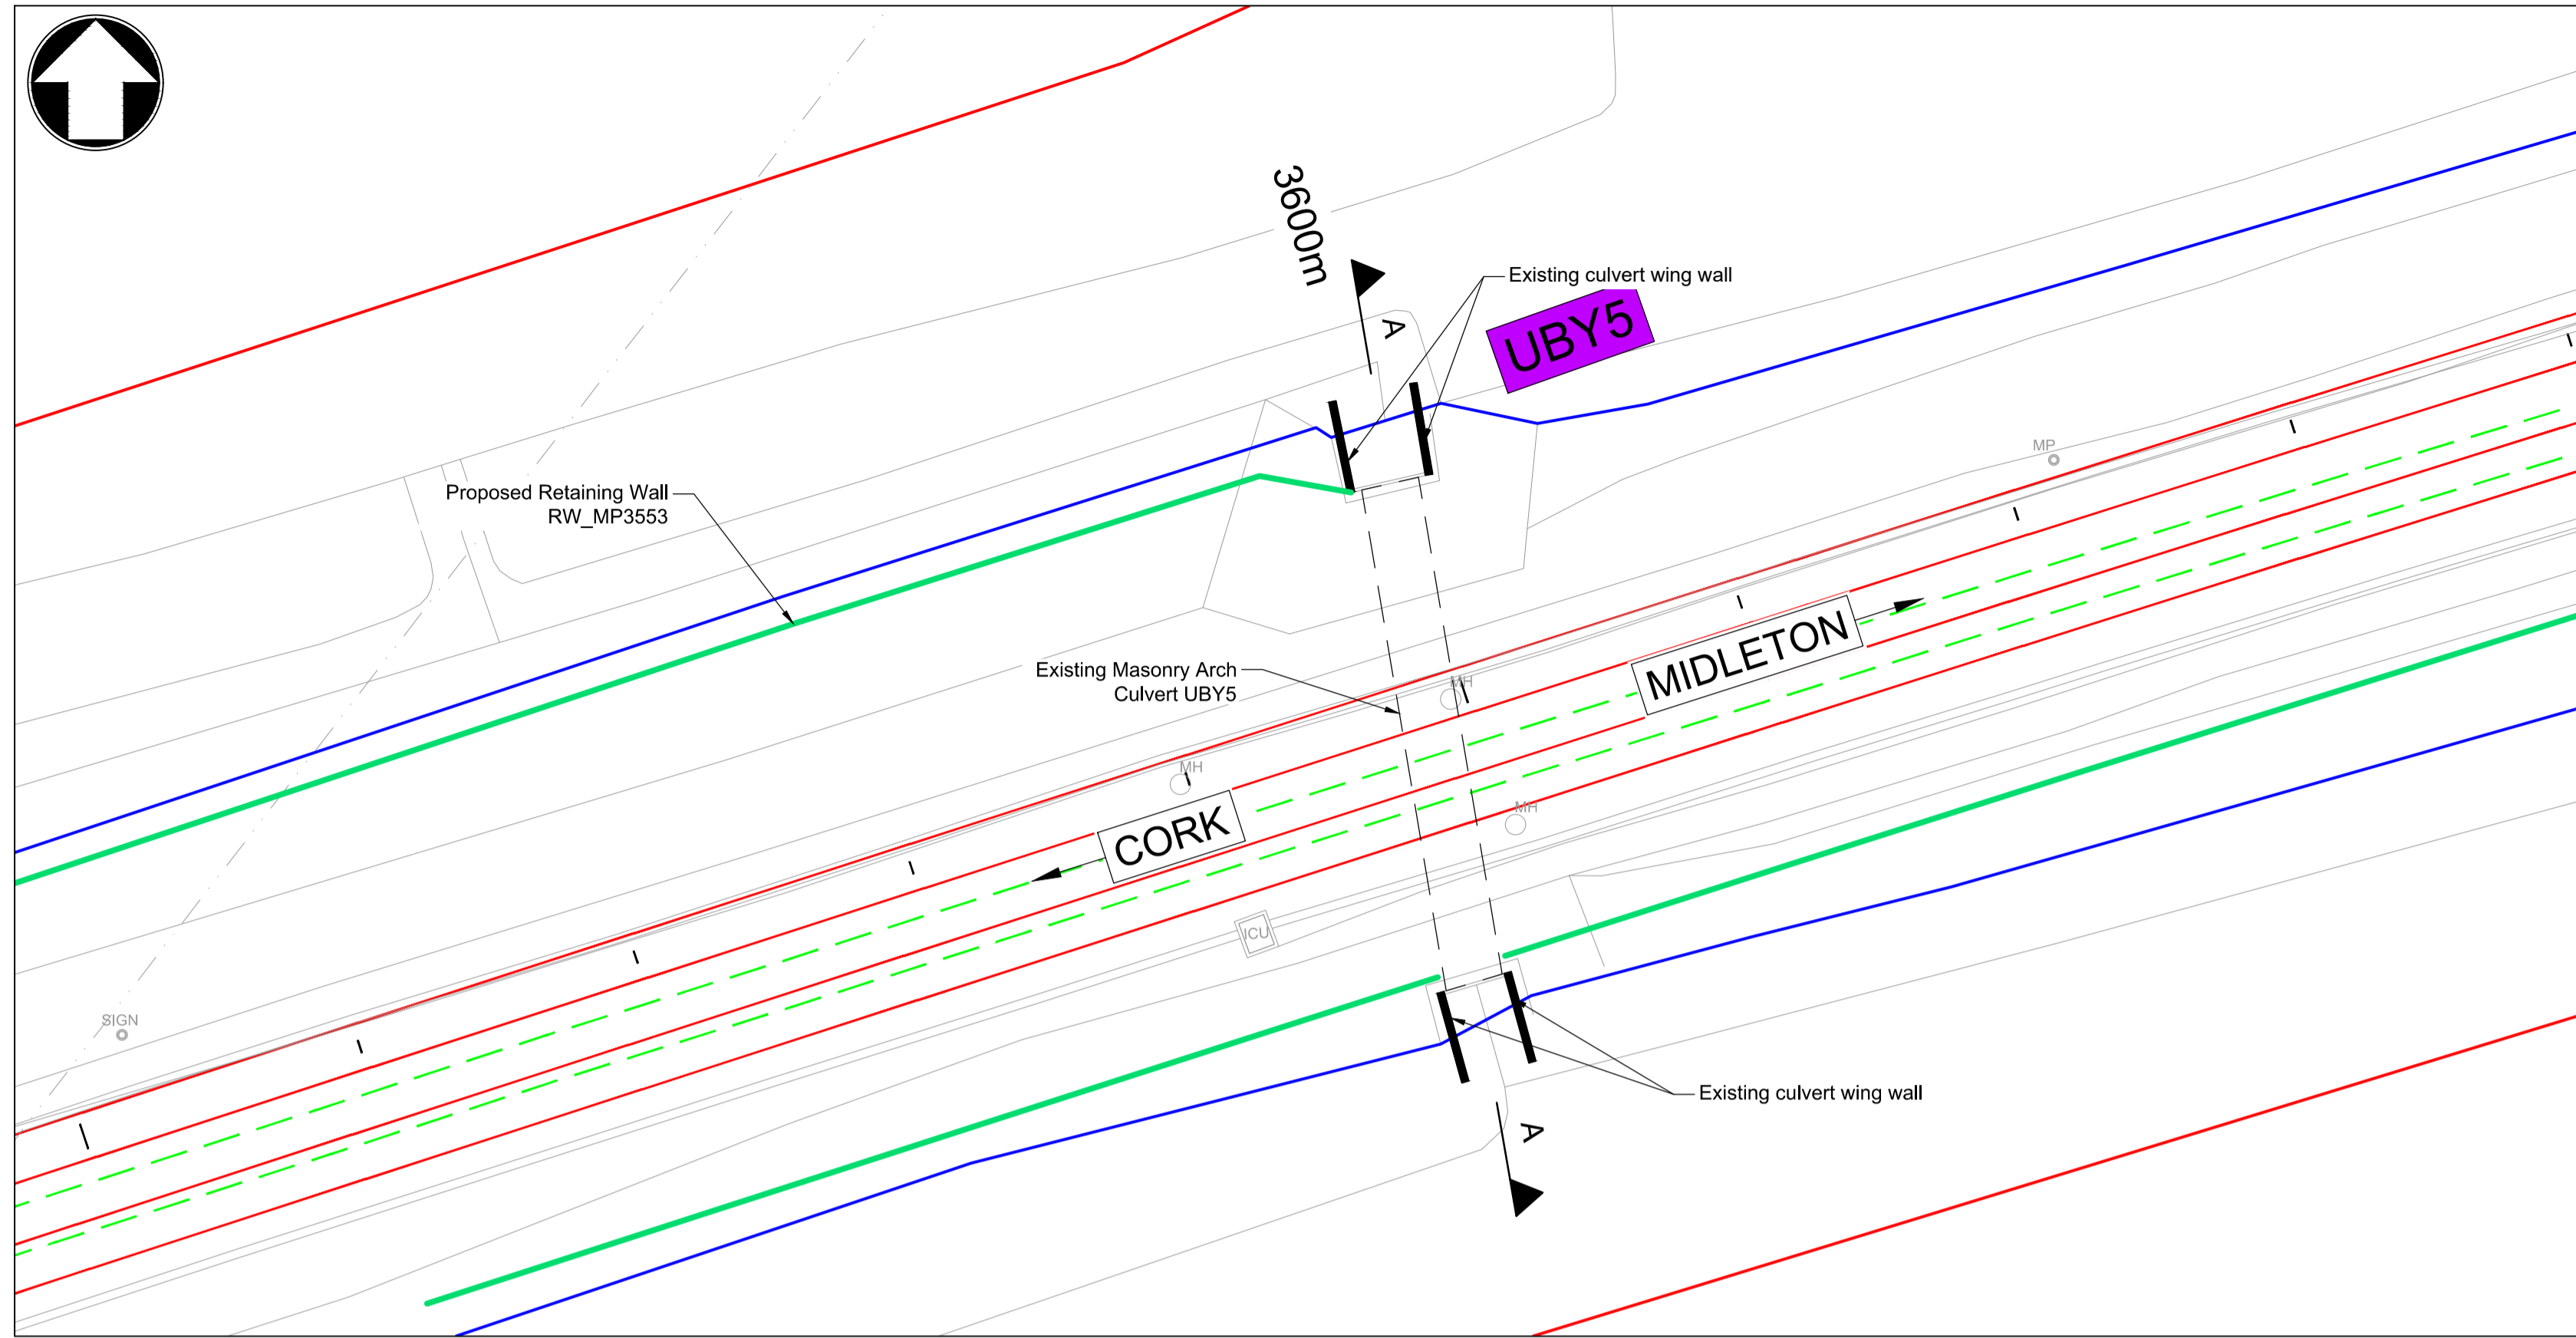 3600m
A
Existing culvert wing wall
UBY5
MP
Proposed Retaining Wall
RW_MP3553
MIDLETON
Existing Masonry Arch
Culvert UBY5
MH
MH
CORK
MH
ICU
SIGN
Existing culvert wing wall
A